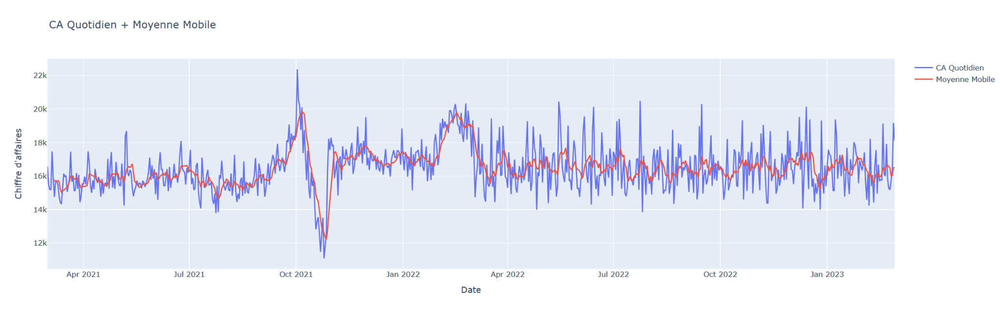 CA Quotidien + Moyenne Mobile
CA Quotidien
Moyenne Mobile
Chiffre d'affaires
22k
20k
18k
16k
14k
12k
Apr 2021
Jul 2021
Oct 2021
Jan 2022
Apr 2022
Jul 2022
Oct 2022
Jan 2023
Date